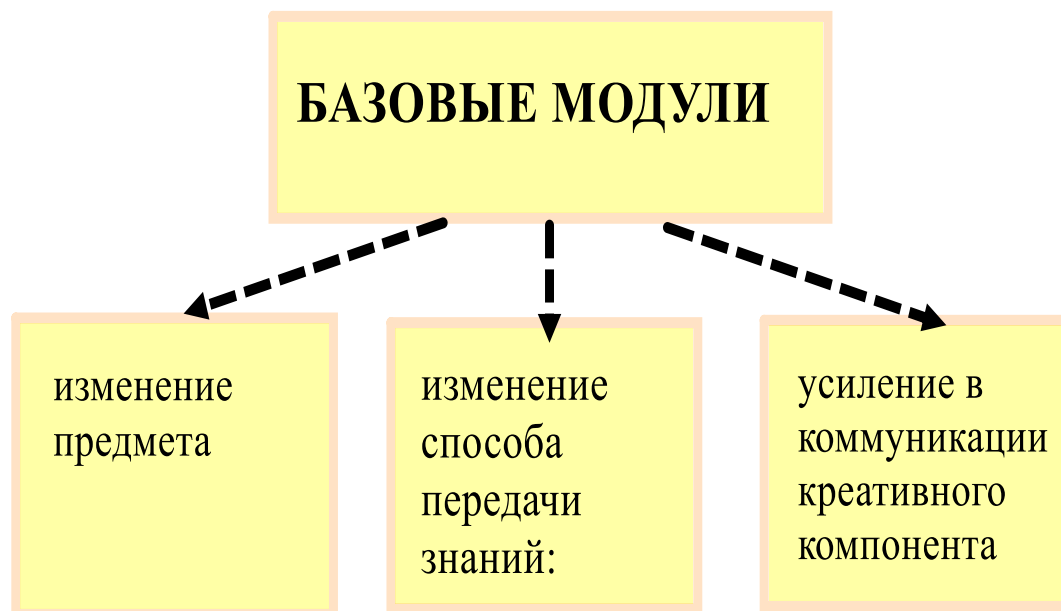 БАЗОВЫЕ МОДУЛИ
изменение
предмета
изменение
способа
передачи
знаний:
усиление в
коммуникации
креативного
компонента